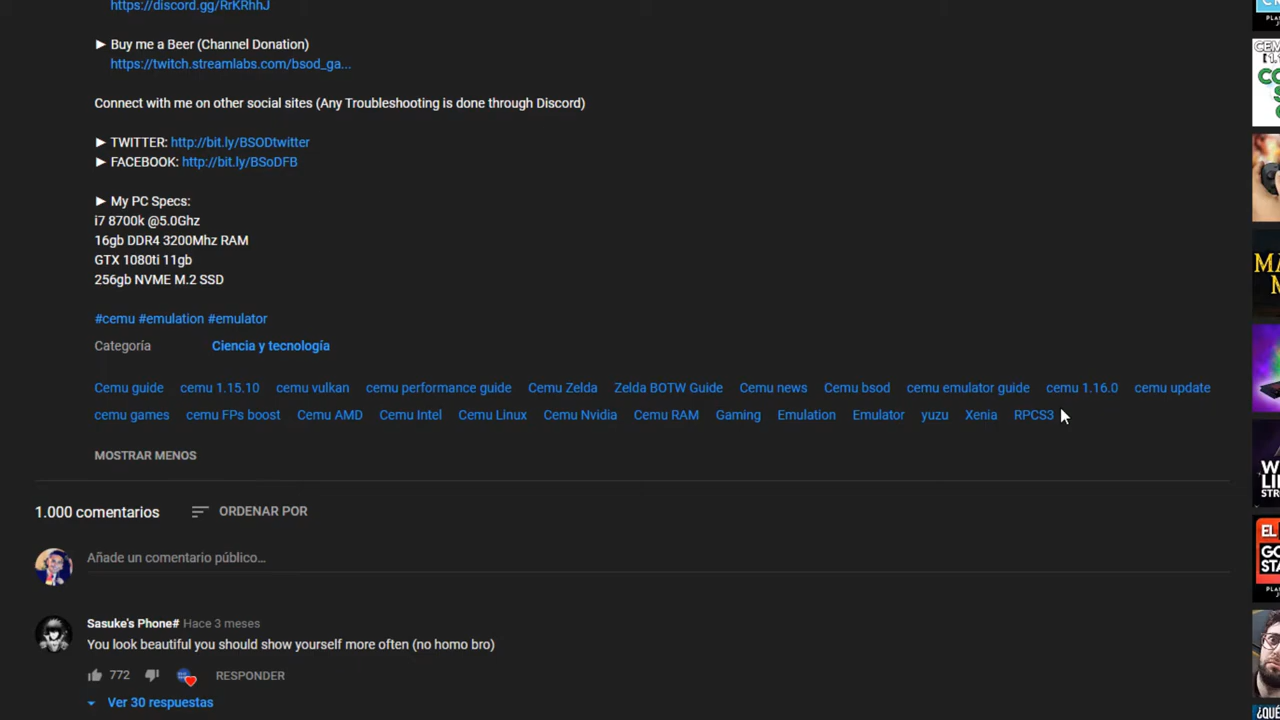 https://discord.gg/RrKRhhJ
► Buy me a Beer (Channel Donation)
https://twitch.streamlabs.com/bsod_ga...
Connect with me on other social sites (Any Troubleshooting is done through Discord)
► TWITTER: http://bit.ly/BSODtwitter
► FACEBOOK: http://bit.ly/BSoDFB
► My PC Specs:
i7 8700k @5.0Ghz
16gb DDR4 3200Mhz RAM
GTX 1080ti 11gb
256gb NVME M.2 SSD
#cemu #emulation #emulator
Categoría Ciencia y tecnología
Cemu guide cemu 1.15.10 cemu vulkan cemu performance guide Cemu Zelda Zelda BOTW Guide Cemu news Cemu bsod cemu emulator guide cemu 1.16.0 cemu update
cemu games cemu FPs boost Cemu AMD Cemu Intel Cemu Linux Cemu Nvidia Cemu RAM Gaming Emulation Emulator yuzu Xenia RPCS3
MOSTRAR MENOS
1.000 comentarios ORDENAR POR
Añade un comentario público...
Sasuke's Phone# Hace 3 meses
You look beautiful you should show yourself more often (no homo bro)
772 RESPONDER
Ver 30 respuestas